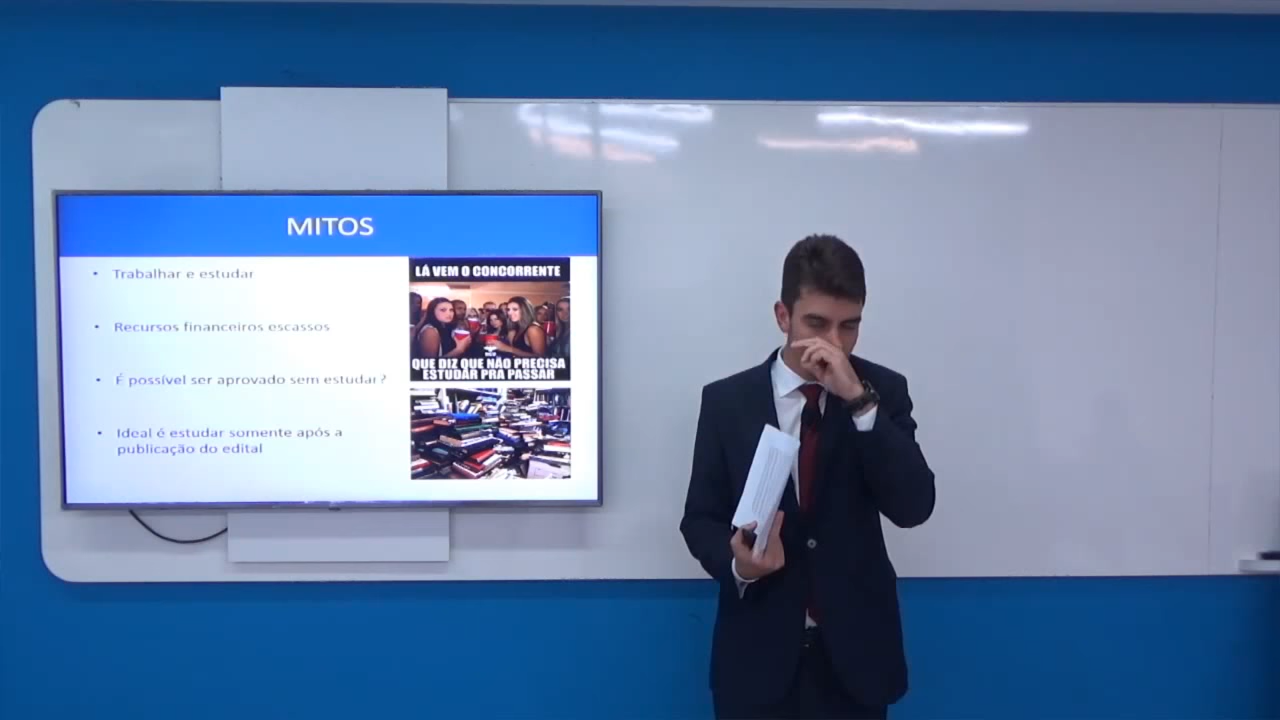 MITOS
• Trabalhar e estudar
• Recursos financeiros escassos
• É possível ser aprovado sem estudar?
• Ideal é estudar somente após a
publicação do edital
LÁ VEM O CONCORRENTE
QUE DIZ QUE NÃO PRECISA
ESTUDAR PRA PASSAR